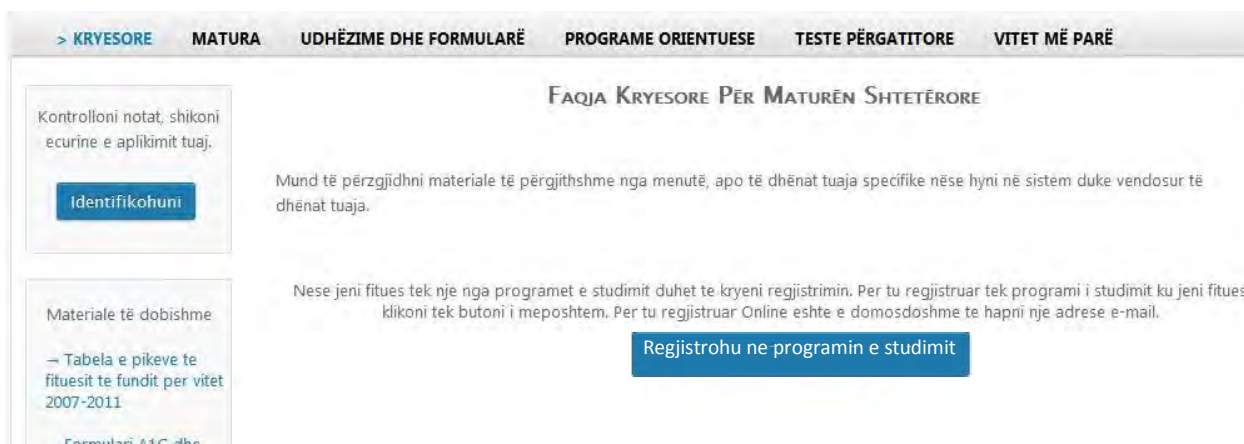 > KRYESORE MATURA UDHËZIME DHE FORMULARË PROGRAME ORIENTUESE TESTE PËRGATITORE VITET MË PARË
Faqja Kryesore Për Maturën Shtetërore
Kontrolloni notat, shikoni
ecurine e aplikimit tuaj.
Identifikohuni
Mund të përzgjidhni materiale të përgjithshme nga menutë, apo të dhënat tuaja specifike nëse hyni në sistem duke vendosur të
dhënat tuaja.
Nese jeni fitues tek nje nga programet e studimit duhet te kryeni regjistrimin. Per tu regjistruar tek programi i studimit ku jeni fitues
klikoni tek butoni i meposhtem. Per tu regjistruar Online eshte e domosdoshme te hapni nje adrese e-mail.
Regjistrohu ne programin e studimit
Materiale të dobishme
→ Tabela e pikeve te
fituesit te fundit per vitet
2007-2011
Formulari A1G dhe